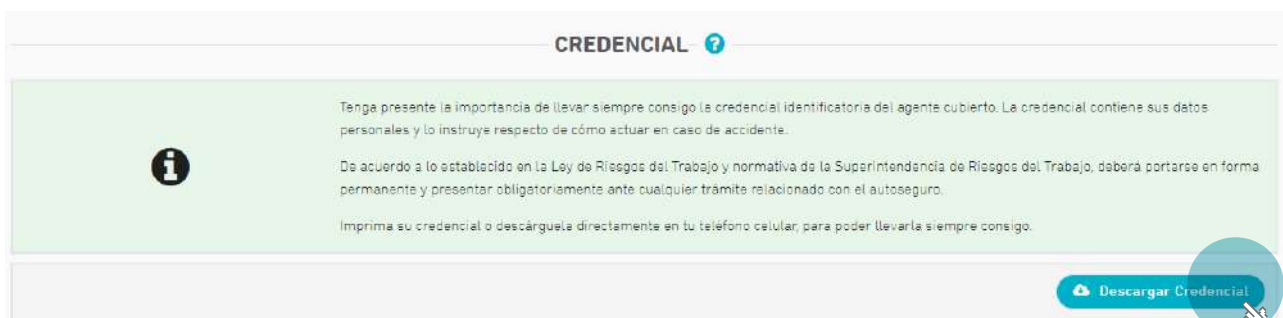 CREDENCIAL ?
Tenga presente la importancia de llevar siempre consigo la credencial identificatoria del agente cubierto. La credencial contiene sus datos
personales y lo instruye respecto de cómo actuar en caso de accidente.
De acuerdo a lo establecido en la Ley de Riesgos del Trabajo y normativa de la Superintendencia de Riesgos del Trabajo, deberá portarse en forma
permanente y presentar obligatoriamente ante cualquier trámite relacionado con el autoseguro.
Imprima su credencial o descárguela directamente en tu teléfono celular, para poder llevarla siempre consigo.
Descargar Credencial